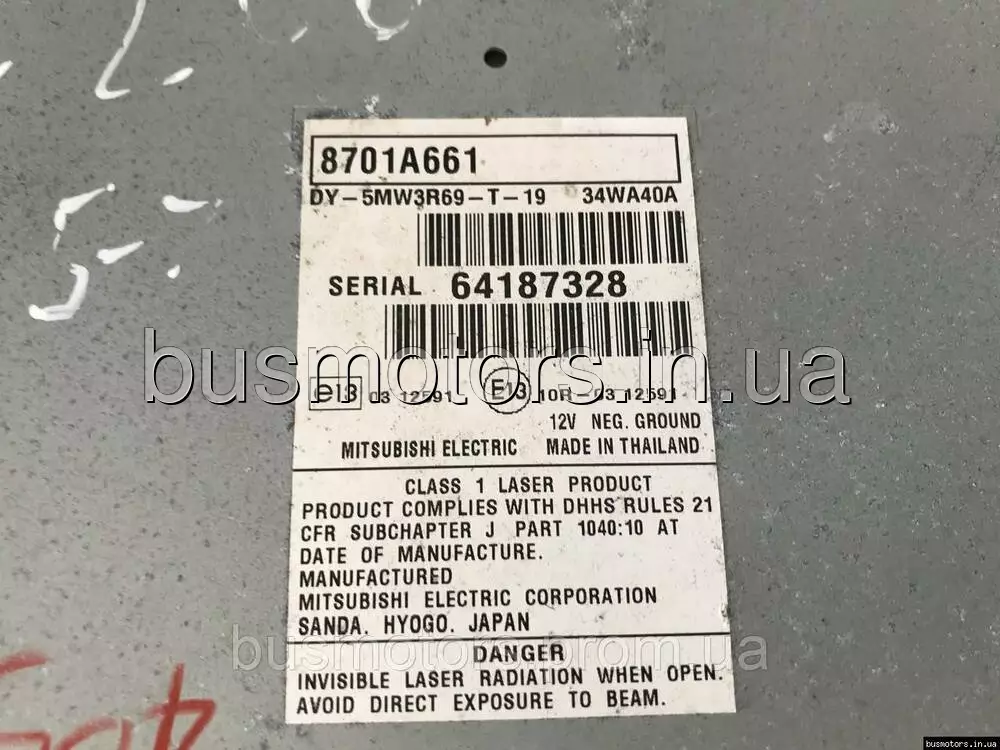 8701A661
DY-5MW3R69-T-19 34WA40A
SERIAL 64187328
busmotors.in.ua
e13 03 12591 E13 10R-03 12591
12V NEG. GROUND
MITSUBISHI ELECTRIC MADE IN THAILAND
CLASS 1 LASER PRODUCT
PRODUCT COMPLIES WITH DHHS RULES 21
CFR SUBCHAPTER J PART 1040:10 AT
DATE OF MANUFACTURE.
MANUFACTURED
MITSUBISHI ELECTRIC CORPORATION
SANDA. HYOGO. JAPAN
busmotors.prom.ua
DANGER
INVISIBLE LASER RADIATION WHEN OPEN.
AVOID DIRECT EXPOSURE TO BEAM.
busmotors.in.ua